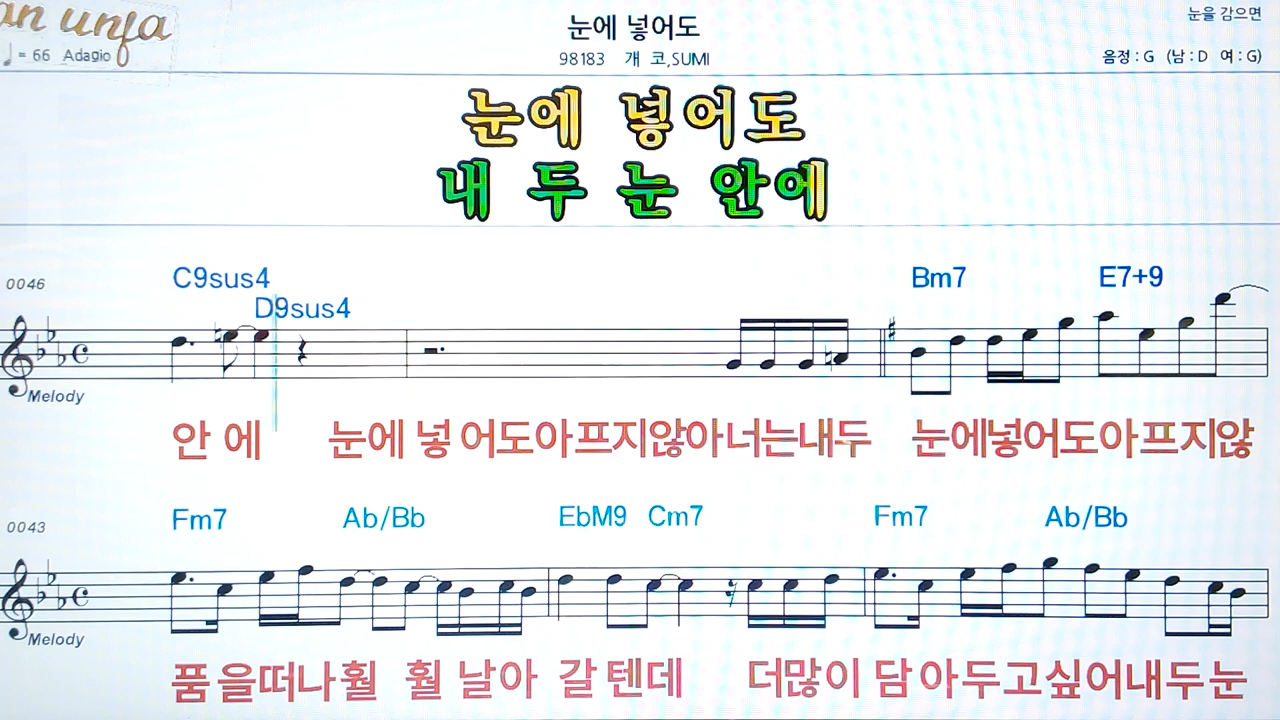 눈을 감으면
눈에 넣어도
♩= 66 Adagio
98183 개 코,SUMI
음정 : G (남 : D 여 : G)
눈에 넣어도
내 두 눈 안에
0046
C9sus4 D9sus4 Bm7 E7+9
Melody
안 에 눈에 넣 어도아프지않아너는내두 눈에넣어도아프지않
0043
Fm7 Ab/Bb EbM9 Cm7 Fm7 Ab/Bb
Melody
품을떠나훨 훨 날아 갈텐데 더많이 담아두고싶어내두눈